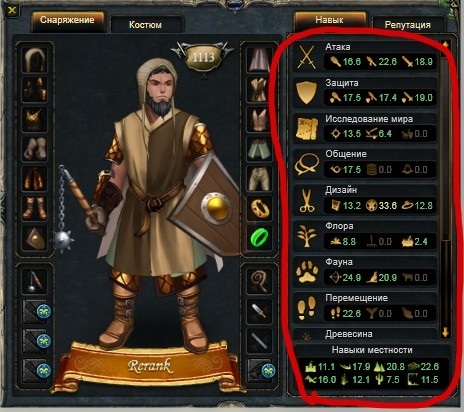 Снаряжение Костюм Навык Репутация
1113
Атака
16.6 22.6 18.9
Защита
17.5 17.4 19.0
Исследование мира
13.5 6.4 0.0
Общение
17.5 0.0 0.0
Дизайн
13.2 33.6 12.8
Флора
8.8 0.0 2.4
Фауна
24.9 20.9 0.0
Перемещение
22.6 0.0 0.0
Древесина
Навыки местности
11.1 17.9 20.8 22.6
16.0 12.1 7.5 11.5
Rerank